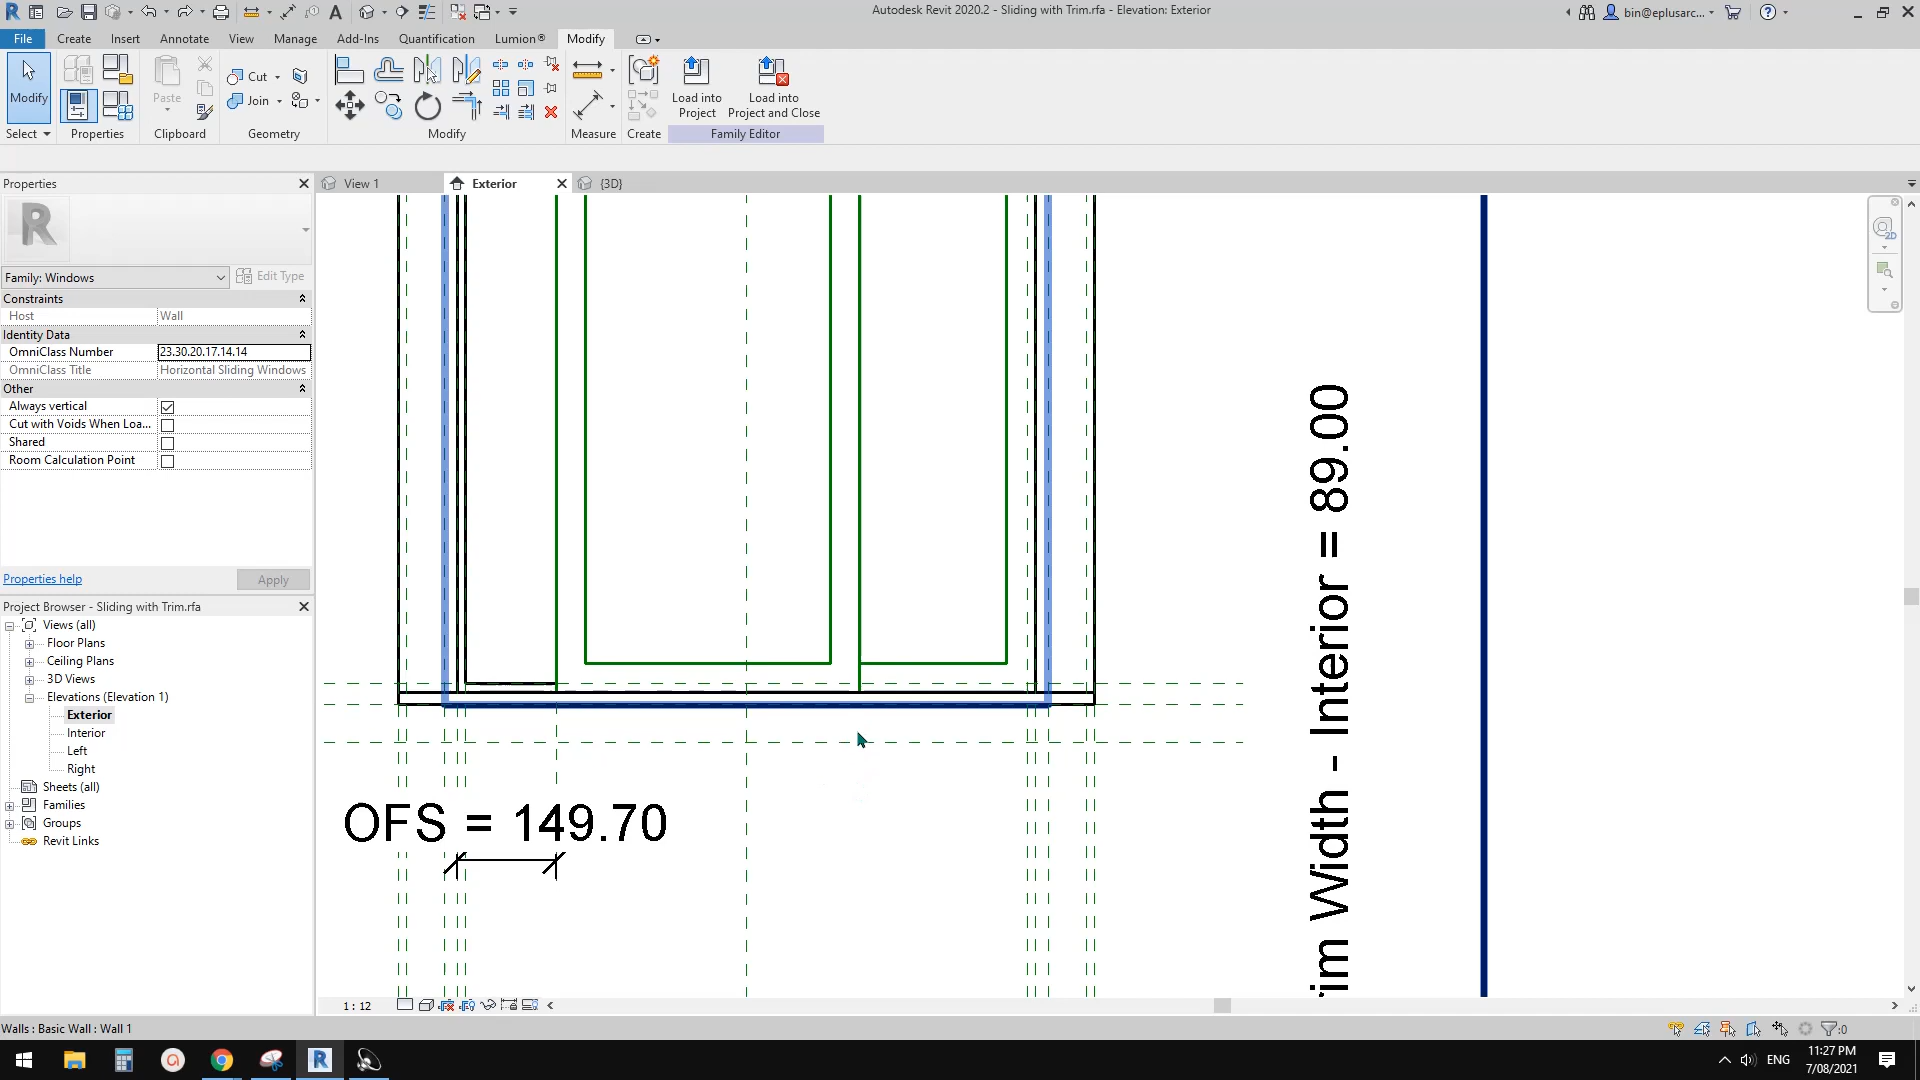 Autodesk Revit 2020.2 - Sliding with Trim.rfa - Elevation: Exterior
bin@eplusarc...
File Create Insert Annotate View Manage Add-Ins Quantification Lumion® Modify
Modify
Paste
Cut
Join
Load into Project
Load into Project and Close
Select Properties Clipboard Geometry Modify Measure Create Family Editor
Properties
View 1
Exterior
{3D}
R
Family: Windows
Edit Type
Constraints
Host Wall
Identity Data
OmniClass Number 23.30.20.17.14.14
OmniClass Title Horizontal Sliding Windows
Other
Always vertical
Cut with Voids When Loa...
Shared
Room Calculation Point
Properties help
Apply
Project Browser - Sliding with Trim.rfa
Views (all)
Floor Plans
Ceiling Plans
3D Views
Elevations (Elevation 1)
Exterior
Interior
Left
Right
Sheets (all)
Families
Groups
Revit Links
2D
OFS = 149.70
rim Width - Interior = 89.00
1 : 12
Walls : Basic Wall : Wall 1
:0
ENG
11:27 PM
7/08/2021